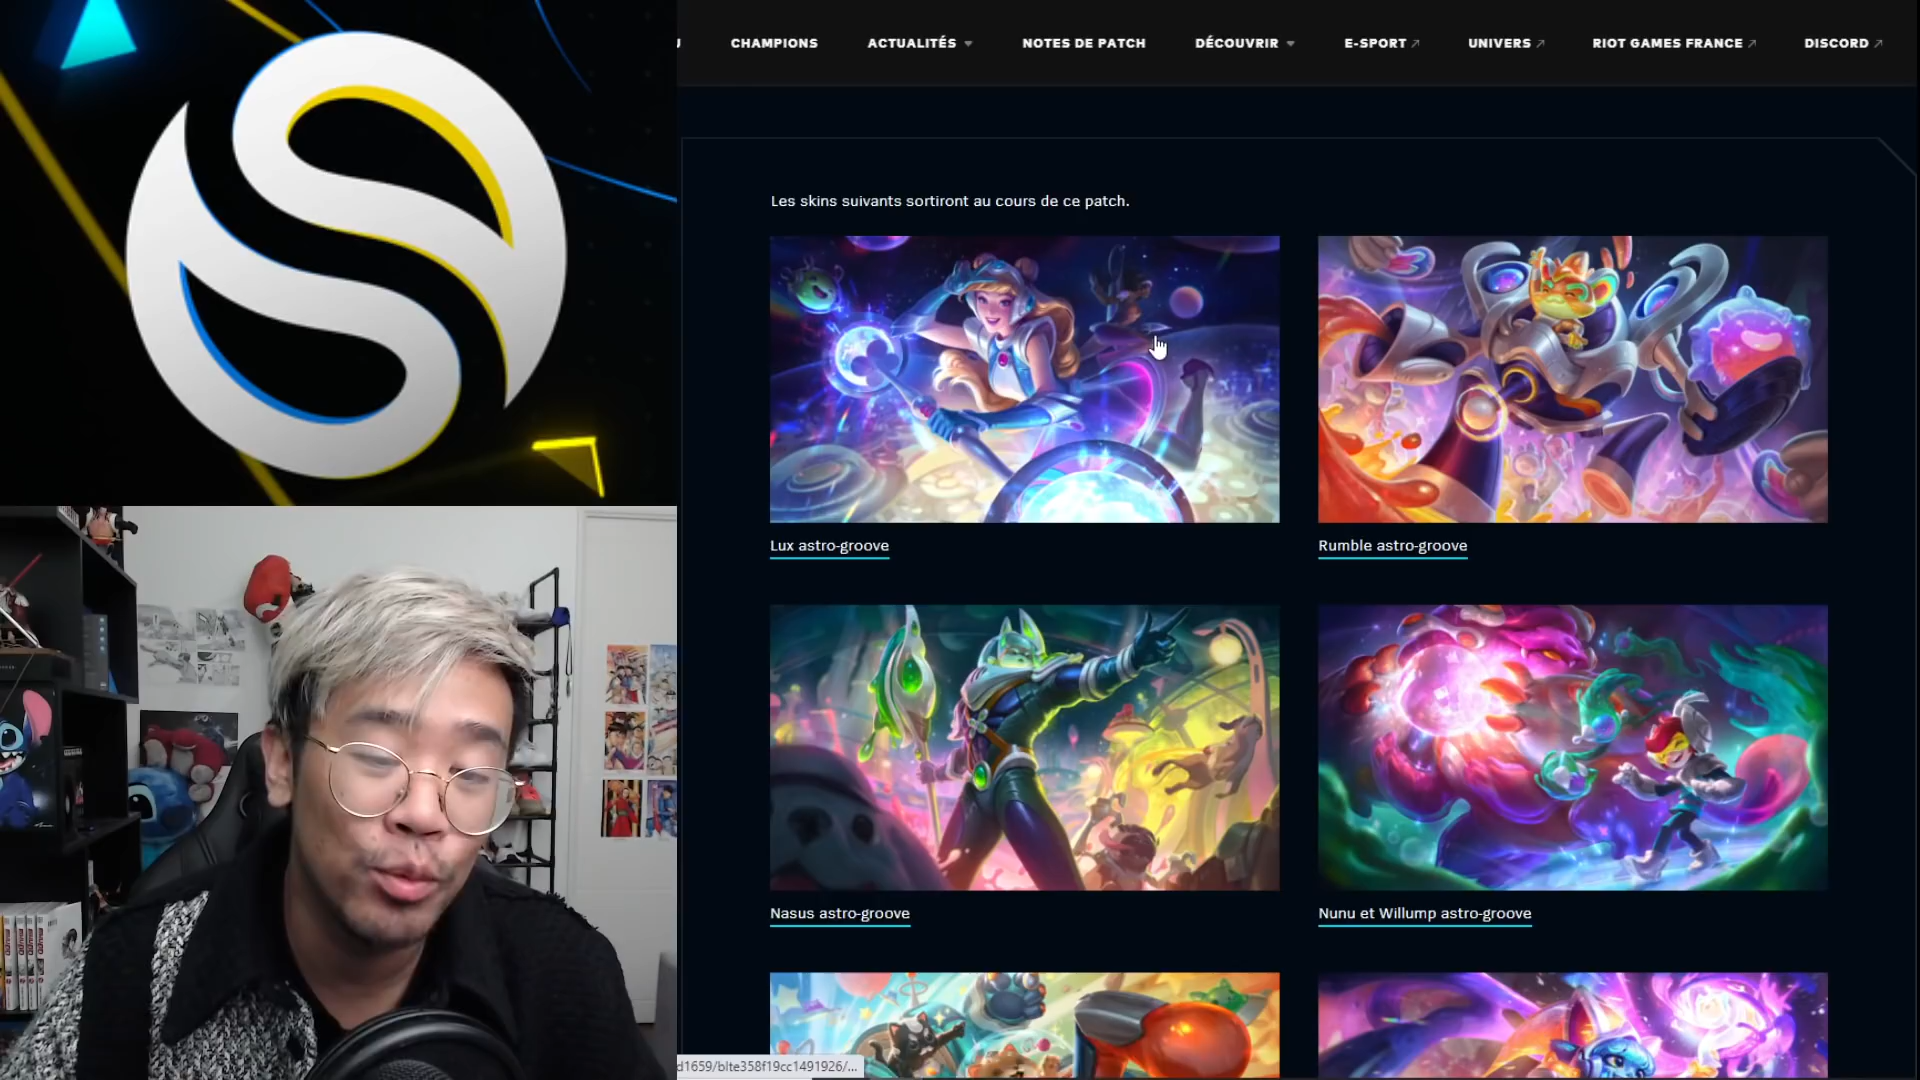 CHAMPIONS
ACTUALITÉS
NOTES DE PATCH
DÉCOUVRIR
E-SPORT
UNIVERS
RIOT GAMES FRANCE
DISCORD
Les skins suivants sortiront au cours de ce patch.
Lux astro-groove
Rumble astro-groove
Nasus astro-groove
Nunu et Willump astro-groove
d1659/blte358f19cc1491926/...